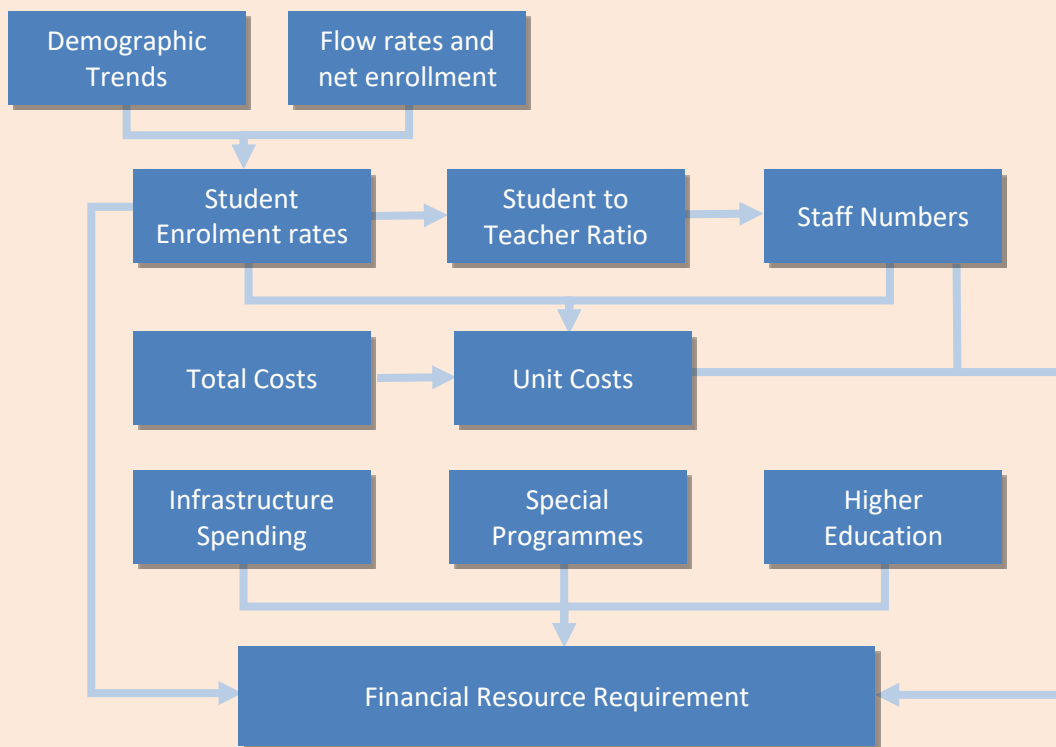 Demographic
Trends
Flow rates and
net enrollment
Student
Enrolment rates
Student to
Teacher Ratio
Staff Numbers
Total Costs
Unit Costs
Infrastructure
Spending
Special
Programmes
Higher
Education
Financial Resource Requirement